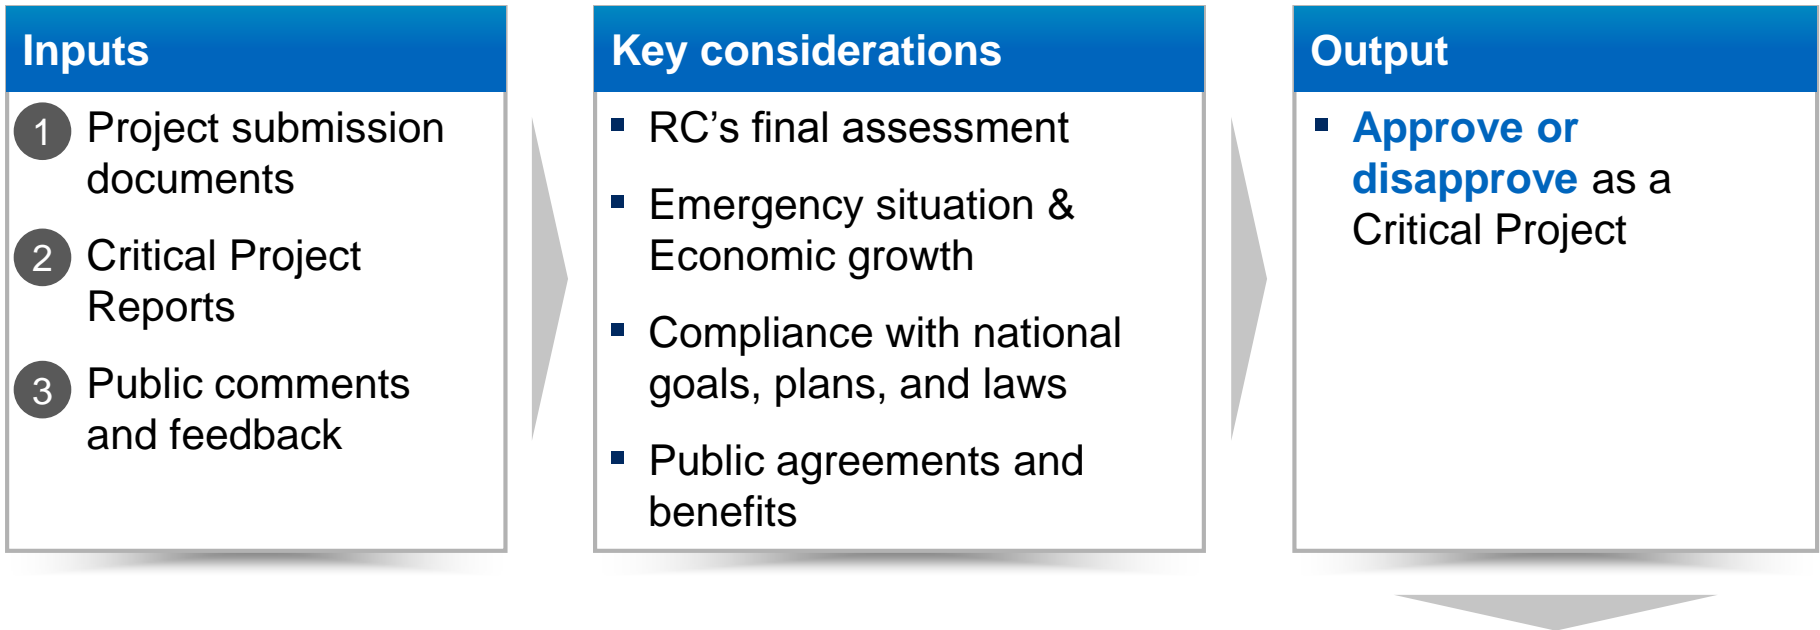 Inputs
1 Project submission
documents
2 Critical Project
Reports
3 Public comments
and feedback
Key considerations
▪ RC’s final assessment
▪ Emergency situation &
Economic growth
▪ Compliance with national
goals, plans, and laws
▪ Public agreements and
benefits
Output
▪ Approve or
disapprove as a
Critical Project